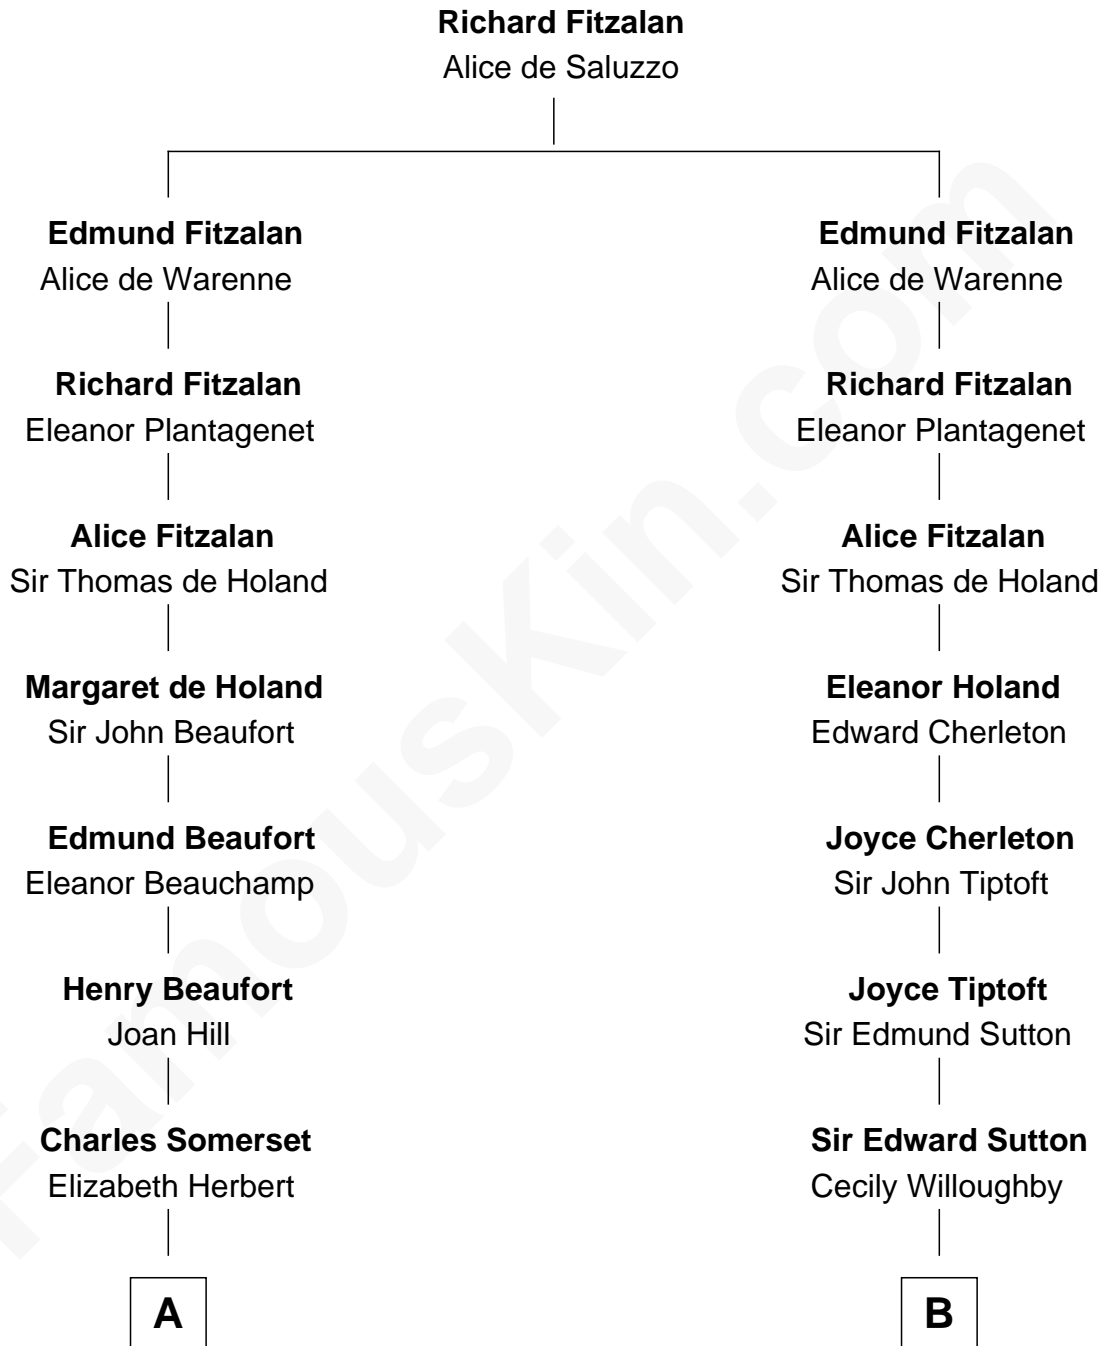 Richard Fitzalan
Alice de Saluzzo
Edmund Fitzalan
Alice de Warenne
Richard Fitzalan
Eleanor Plantagenet
Alice Fitzalan
Sir Thomas de Holand
Margaret de Holand
Sir John Beaufort
Edmund Beaufort
Eleanor Beauchamp
Henry Beaufort
Joan Hill
Charles Somerset
Elizabeth Herbert
A
Edmund Fitzalan
Alice de Warenne
Richard Fitzalan
Eleanor Plantagenet
Alice Fitzalan
Sir Thomas de Holand
Eleanor Holand
Edward Cherleton
Joyce Cherleton
Sir John Tiptoft
Joyce Tiptoft
Sir Edmund Sutton
Sir Edward Sutton
Cecily Willoughby
B
FamousKin.com